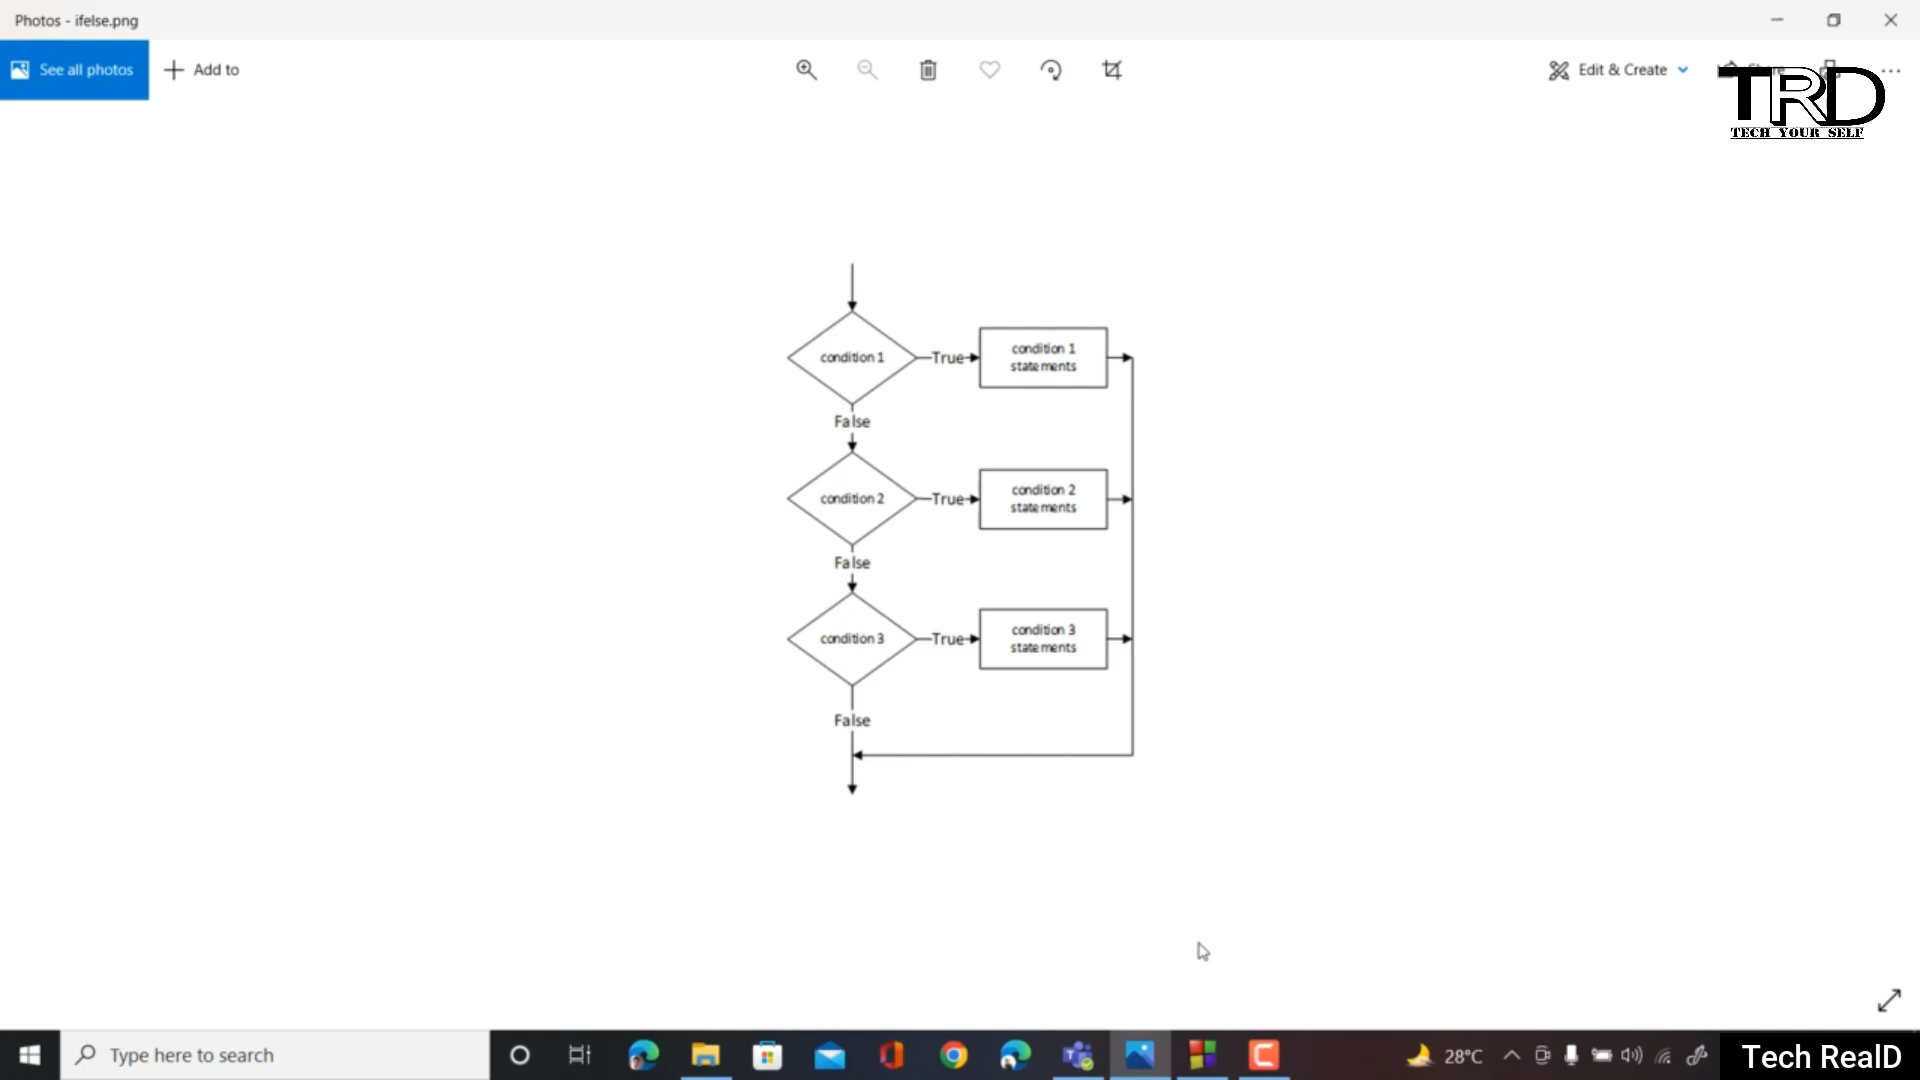 Photos - ifelse.png
See all photos
Add to
Edit & Create
TRD
TECH YOUR SELF
condition 1
True
condition 1
statements
False
condition 2
True
condition 2
statements
False
condition 3
True
condition 3
statements
False
Type here to search
28°C
Tech RealD